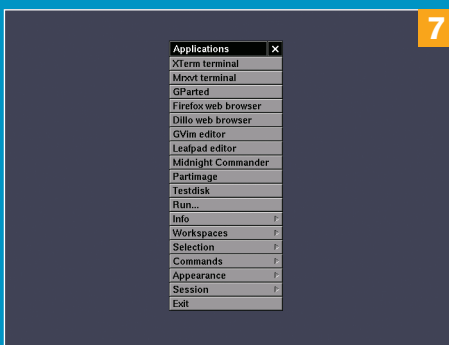 7
Applications
XTerm terminal
Mrxvt terminal
GParted
Firefox web browser
Dillo web browser
GVim editor
Leafpad editor
Midnight Commander
Partimage
Testdisk
Run...
Info
Workspaces
Selection
Commands
Appearance
Session
Exit